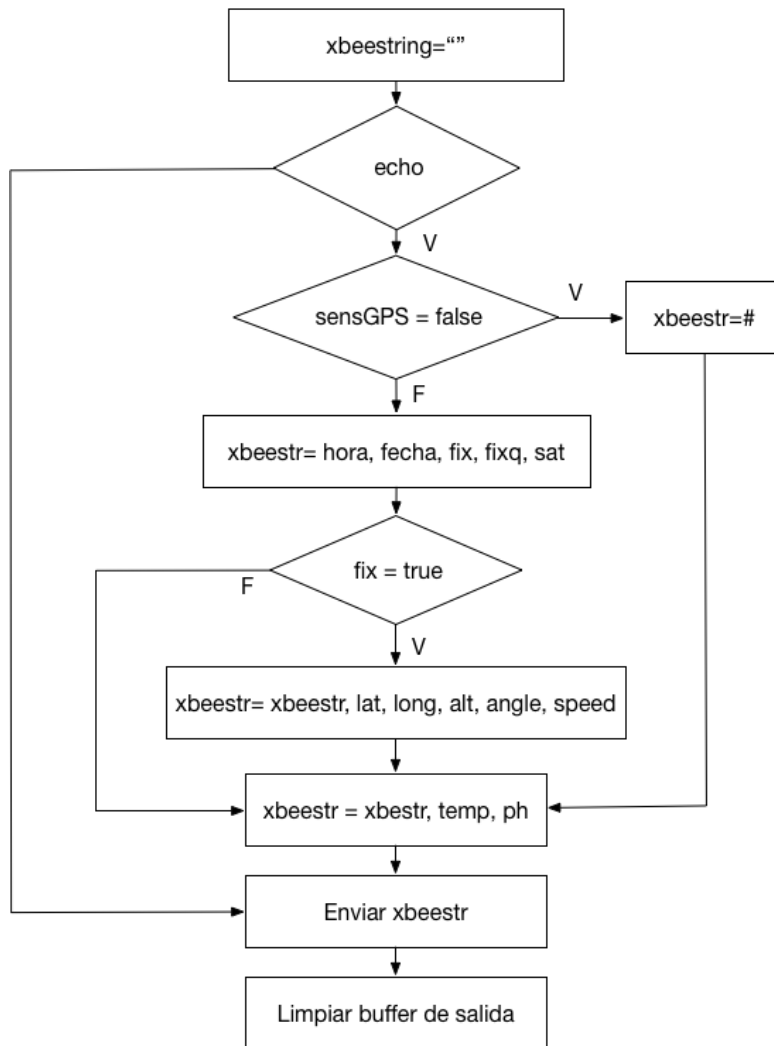 xbeestring=“”
echo
V
sensGPS = false
V
xbeestr=#
F
xbeestr= hora, fecha, fix, fixq, sat
fix = true
F
V
xbeestr= xbeestr, lat, long, alt, angle, speed
xbeestr = xbestr, temp, ph
Enviar xbeestr
Limpiar buffer de salida